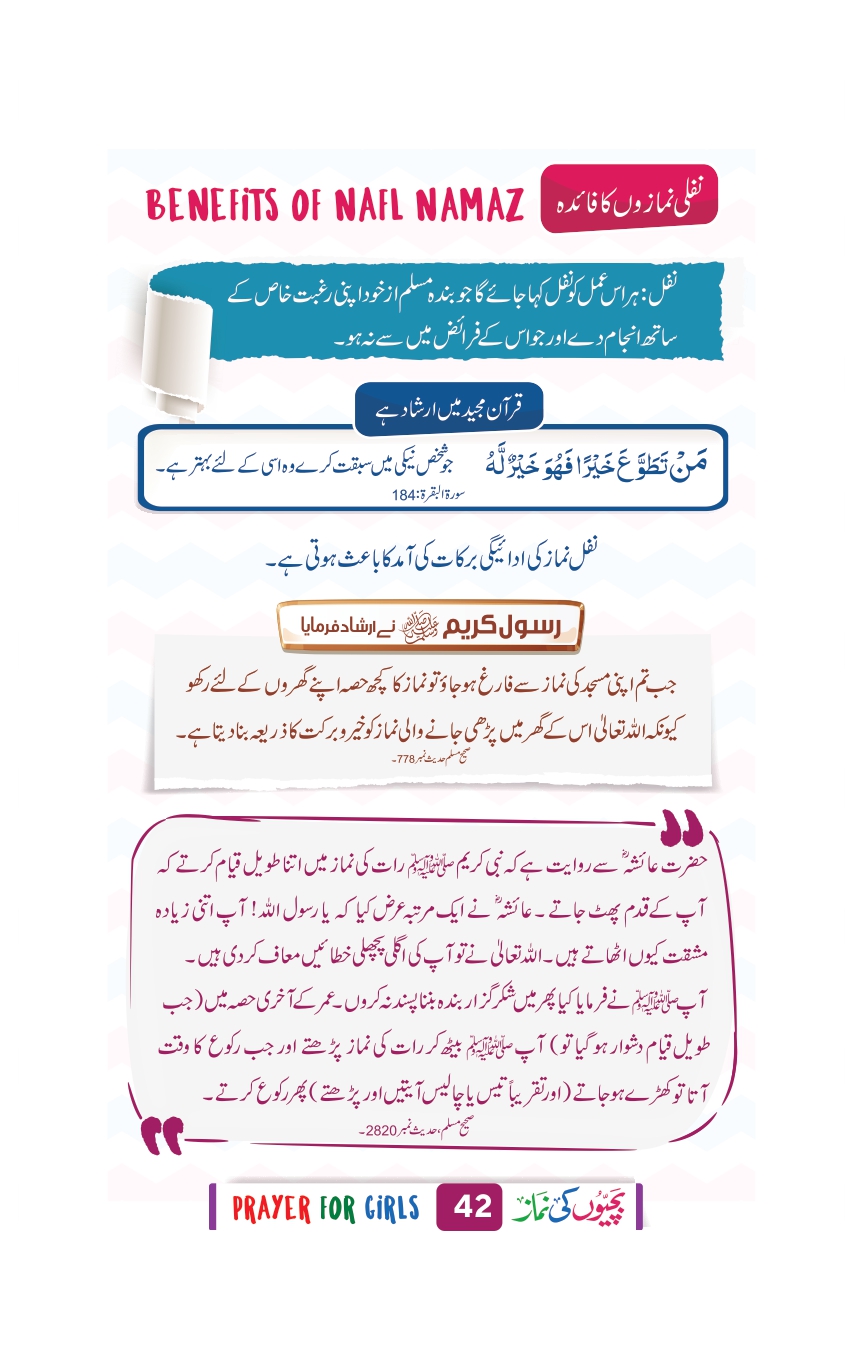 BENEFITS OF NAFL NAMAZ
نفلی نمازوں کا فائدہ
نفل: ہر اس عمل کو نفل کہا جائے گا جو بندہ مسلم از خود اپنی رغبت خاص کے
ساتھ انجام دے اور جو اس کے فرائض میں سے نہ ہو۔
قرآن مجید میں ارشاد ہے
مَنْ تَطَوَّعَ خَيْرًا فَهُوَ خَيْرٌ لَّهُ جو شخص نیکی میں سبقت کرے وہ اسی کے لئے بہتر ہے۔
سورۃ البقرۃ:184
نفل نماز کی ادائیگی برکات کی آمد کا باعث ہوتی ہے۔
رسول کریم ﷺ نے ارشاد فرمایا
جب تم اپنی مسجد کی نماز سے فارغ ہو جاؤ تو نماز کا کچھ حصہ اپنے گھروں کے لئے رکھو
کیونکہ اللہ تعالیٰ اس کے گھر میں پڑھی جانے والی نماز کو خیر و برکت کا ذریعہ بنا دیتا ہے۔
صحیح مسلم حدیث نمبر 778۔
حضرت عائشہؓ سے روایت ہے کہ نبی کریم ﷺ رات کی نماز میں اتنا طویل قیام کرتے کہ
آپ کے قدم پھٹ جاتے ۔ عائشہؓ نے ایک مرتبہ عرض کیا کہ یا رسول اللہ! آپ اتنی زیادہ
مشقت کیوں اٹھاتے ہیں۔ اللہ تعالیٰ نے تو آپ کی اگلی پچھلی خطائیں معاف کر دی ہیں۔
آپ ﷺ نے فرمایا کیا پھر میں شکر گزار بندہ بننا پسند نہ کروں۔ عمر کے آخری حصہ میں (جب
طویل قیام دشوار ہو گیا تو) آپ ﷺ بیٹھ کر رات کی نماز پڑھتے اور جب رکوع کا وقت
آتا تو کھڑے ہو جاتے (اور تقریباً تیس یا چالیس آیتیں اور پڑھتے) پھر رکوع کرتے۔
صحیح مسلم، حدیث نمبر 2820۔
PRAYER FOR GIRLS 42 بچیّوں کی نماز